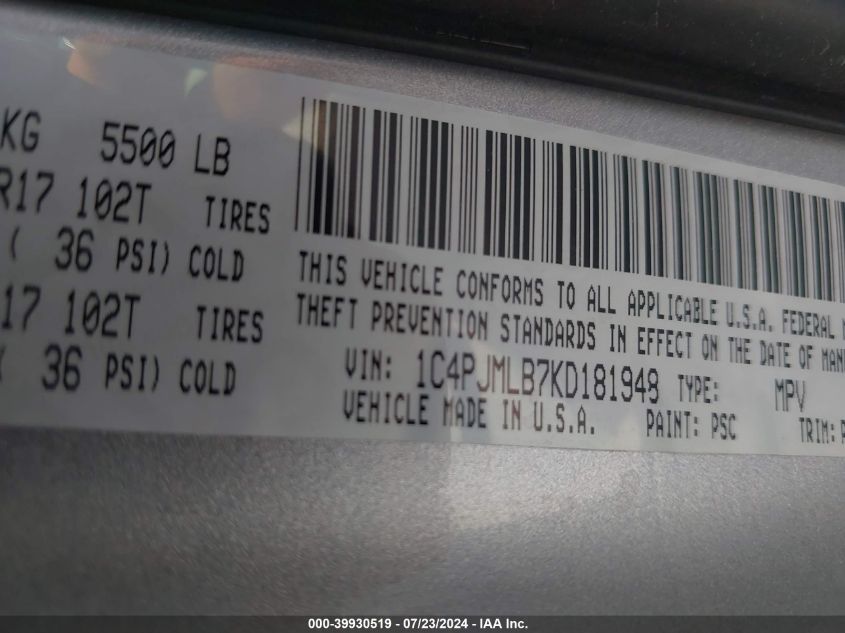 KG 5500 LB
R17 102T TIRES
( 36 PSI) COLD
17 102T TIRES
36 PSI) COLD
THIS VEHICLE CONFORMS TO ALL APPLICABLE U.S.A. FEDERAL
THEFT PREVENTION STANDARDS IN EFFECT ON THE DATE OF MAN
VIN: 1C4PJMLB7KD181949 TYPE: MPV
VEHICLE MADE IN U.S.A. PAINT: PSC TRIM:
000-39930519 - 07/23/2024 - IAA Inc.